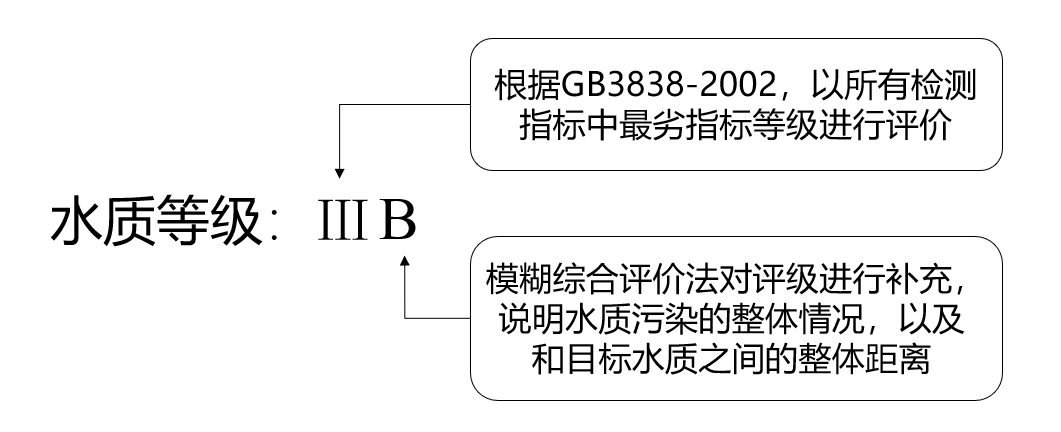 根据GB3838-2002，以所有检测
指标中最劣指标等级进行评价
水质等级：ⅢB
模糊综合评价法对评级进行补充，
说明水质污染的整体情况，以及
和目标水质之间的整体距离